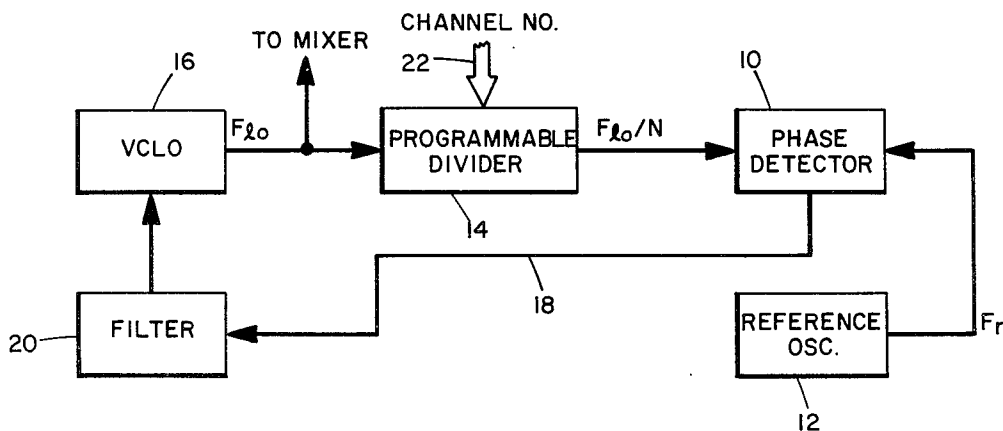 CHANNEL NO.
TO MIXER
22
16
10
VCLO
Fℓo
PROGRAMMABLE
DIVIDER
Fℓo/N
PHASE
DETECTOR
14
18
FILTER
20
REFERENCE
OSC.
Fr
12